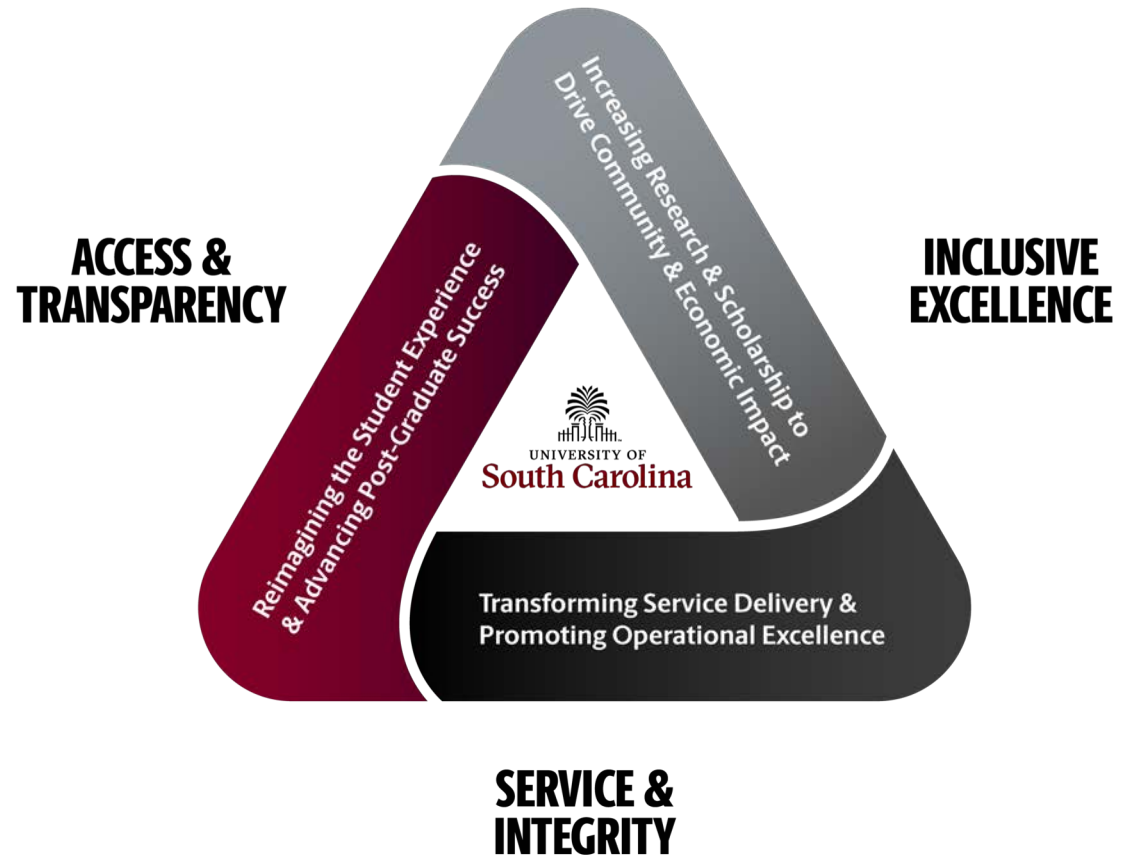 Increasing Research & Scholarship to
Drive Community & Economic Impact
ACCESS &
TRANSPARENCY
INCLUSIVE
EXCELLENCE
Reimagining the Student Experience
& Advancing Post-Graduate Success
UNIVERSITY OF
South Carolina
Transforming Service Delivery &
Promoting Operational Excellence
SERVICE &
INTEGRITY